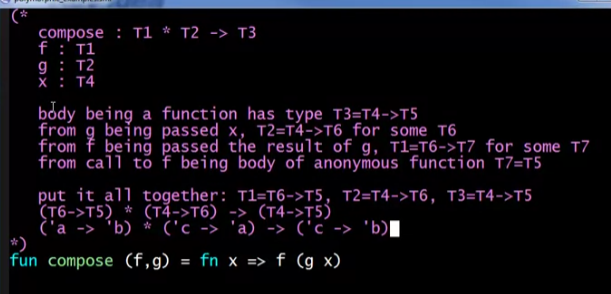 (*
compose : T1 * T2 -> T3
f : T1
g : T2
x : T4
body being a function has type T3=T4->T5
from g being passed x, T2=T4->T6 for some T6
from f being passed the result of g, T1=T6->T7 for some T7
from call to f being body of anonymous function T7=T5
put it all together: T1=T6->T5, T2=T4->T6, T3=T4->T5
(T6->T5) * (T4->T6) -> (T4->T5)
('a -> 'b) * ('c -> 'a) -> ('c -> 'b)
*)
fun compose (f,g) = fn x => f (g x)